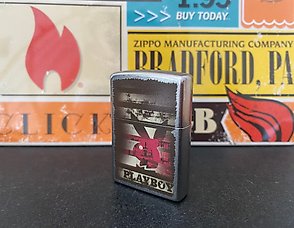 BUY TODAY
ZIPPO MANUFACTURING COMPANY
BRADFORD, PA
CLICK
B
PLAYBOY